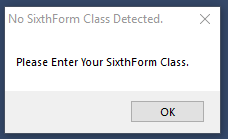 No SixthForm Class Detected.
Please Enter Your SixthForm Class.
OK